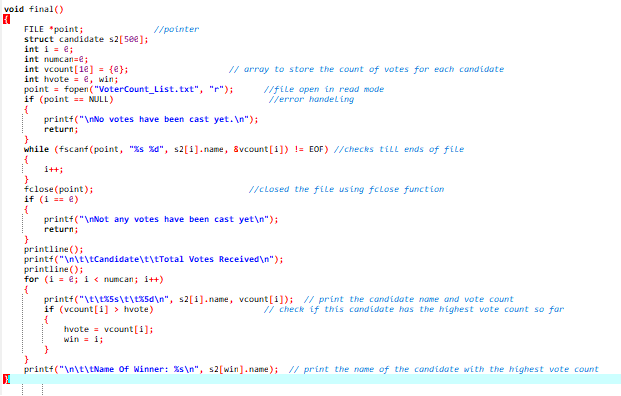 void final()
{
FILE *point; //pointer
struct candidate s2[500];
int i = 0;
int numcan=0;
int vcount[10] = {0}; // array to store the count of votes for each candidate
int hvote = 0, win;
point = fopen("VoterCount_List.txt", "r"); //file open in read mode
if (point == NULL) //error handeling
{
printf("\nNo votes have been cast yet.\n");
return;
}
while (fscanf(point, "%s %d", s2[i].name, &vcount[i]) != EOF) //checks till ends of file
{
i++;
}
fclose(point); //closed the file using fclose function
if (i == 0)
{
printf("\nNot any votes have been cast yet\n");
return;
}
printline();
printf("\n\t\tCandidate\t\tTotal Votes Received\n");
printline();
for (i = 0; i < numcan; i++)
{
printf("\t\t%5s\t\t%5d\n", s2[i].name, vcount[i]); // print the candidate name and vote count
if (vcount[i] > hvote) // check if this candidate has the highest vote count so far
{
hvote = vcount[i];
win = i;
}
}
printf("\n\t\tName Of Winner: %s\n", s2[win].name); // print the name of the candidate with the highest vote count
}